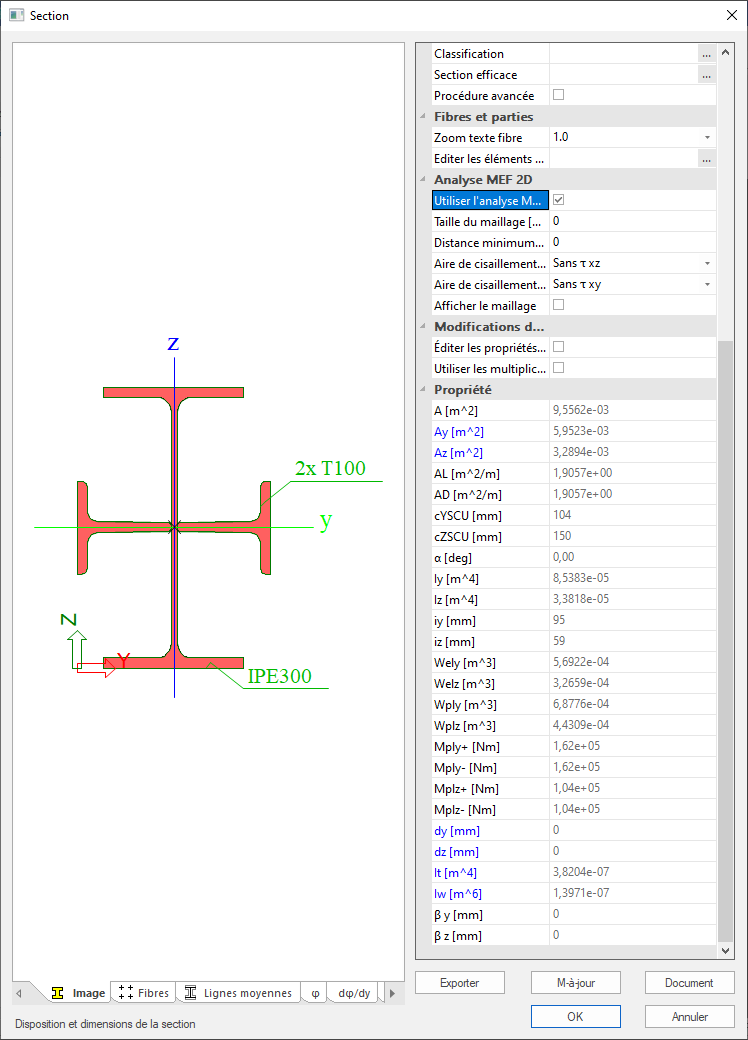 Section
z
2x T100
y
Z
Y
IPE300
Image
Fibres
Lignes moyennes
φ
dφ/dy
Disposition et dimensions de la section
Classification ...
Section efficace ...
Procédure avancée
Fibres et parties
Zoom texte fibre 1.0
Editer les éléments ... ...
Analyse MEF 2D
Utiliser l'analyse M...
Taille du maillage [... 0
Distance minimum... 0
Aire de cisaillement... Sans τ xz
Aire de cisaillement... Sans τ xy
Afficher le maillage
Modifications d...
Éditer les propriétés...
Utiliser les multiplic...
Propriété
A [m^2] 9,5562e-03
Ay [m^2] 5,9523e-03
Az [m^2] 3,2894e-03
AL [m^2/m] 1,9057e+00
AD [m^2/m] 1,9057e+00
cYSCU [mm] 104
cZSCU [mm] 150
α [deg] 0,00
Iy [m^4] 8,5383e-05
Iz [m^4] 3,3818e-05
iy [mm] 95
iz [mm] 59
Wely [m^3] 5,6922e-04
Welz [m^3] 3,2659e-04
Wply [m^3] 6,8776e-04
Wplz [m^3] 4,4309e-04
Mply+ [Nm] 1,62e+05
Mply- [Nm] 1,62e+05
Mplz+ [Nm] 1,04e+05
Mplz- [Nm] 1,04e+05
dy [mm] 0
dz [mm] 0
It [m^4] 3,8204e-07
Iw [m^6] 1,3971e-07
β y [mm] 0
β z [mm] 0
Exporter
M-à-jour
Document
OK
Annuler